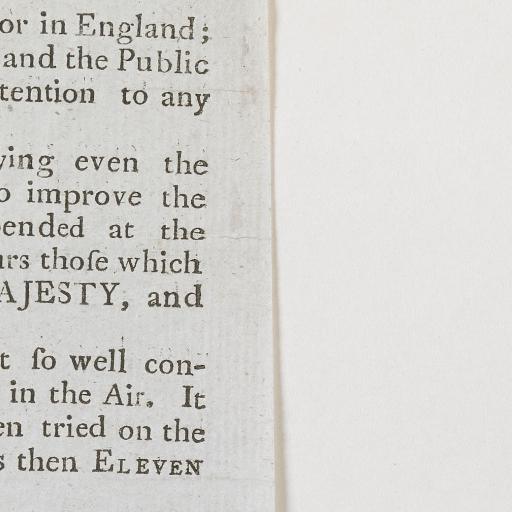 or in England;
and the Public
tention to any
ying even the
o improve the
ended at the
urs thoſe which
AJESTY, and
t ſo well con-
in the Air. It
en tried on the
s then ELEVEN